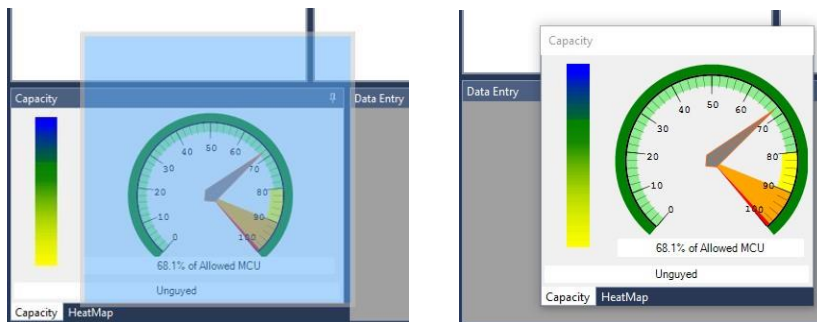 Capacity
Data Entry
0
10
20
30
40
50
60
70
80
90
100
68.1% of Allowed MCU
Unguyed
Capacity HeatMap
Capacity
Data Entry
0
10
20
30
40
50
60
70
80
90
100
68.1% of Allowed MCU
Unguyed
Capacity HeatMap